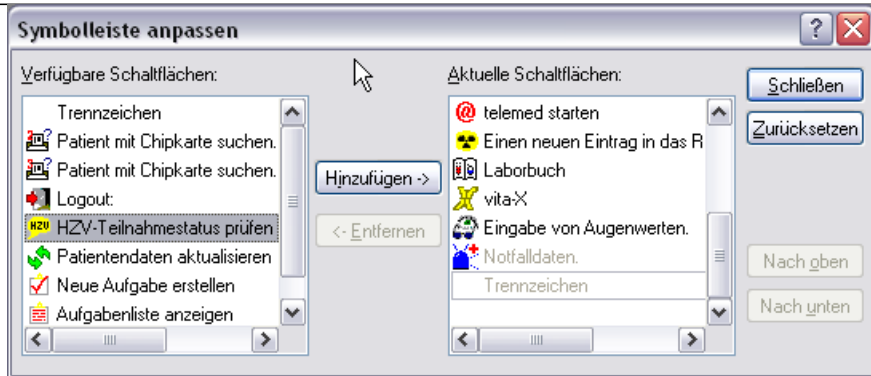 Symbolleiste anpassen
Verfügbare Schaltflächen:
Trennzeichen
Patient mit Chipkarte suchen.
Patient mit Chipkarte suchen.
Logout:
HZV HZV-Teilnahmestatus prüfen
Patientendaten aktualisieren
Neue Aufgabe erstellen
Aufgabenliste anzeigen
Hinzufügen ->
<- Entfernen
Aktuelle Schaltflächen:
@ telemed starten
Einen neuen Eintrag in das R
Laborbuch
vita-X
Eingabe von Augenwerten.
Notfalldaten.
Trennzeichen
Schließen
Zurücksetzen
Nach oben
Nach unten